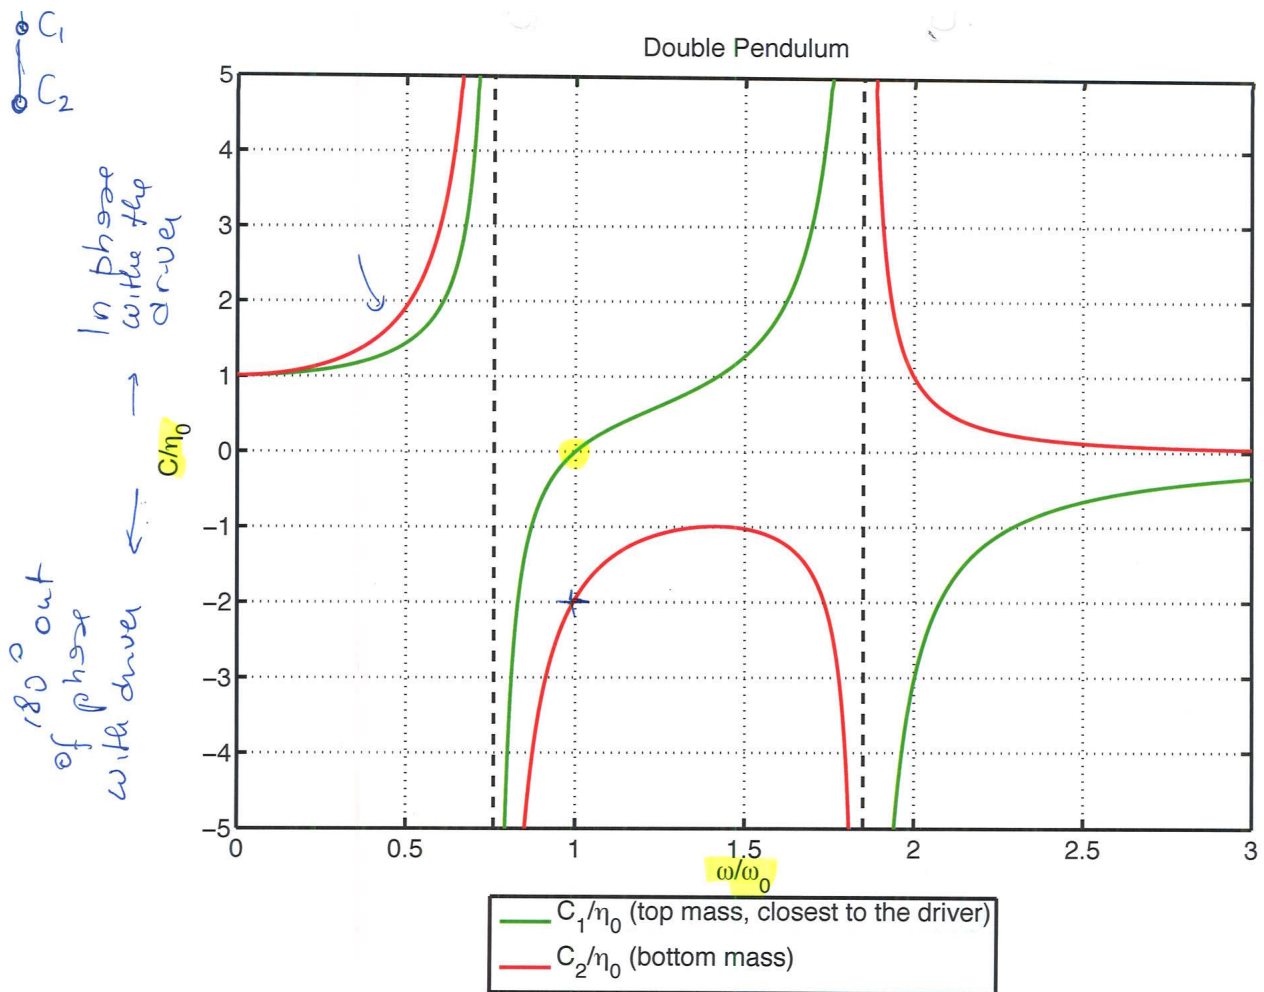 C₁
C₂
Double Pendulum
In phase
withe the
driver
180° out
of phase
with driver
← →
C/η₀
5
4
3
2
1
0
−1
−2
−3
−4
−5
0 0.5 1 1.5 2 2.5 3
ω/ω₀
C₁/η₀ (top mass, closest to the driver)
C₂/η₀ (bottom mass)